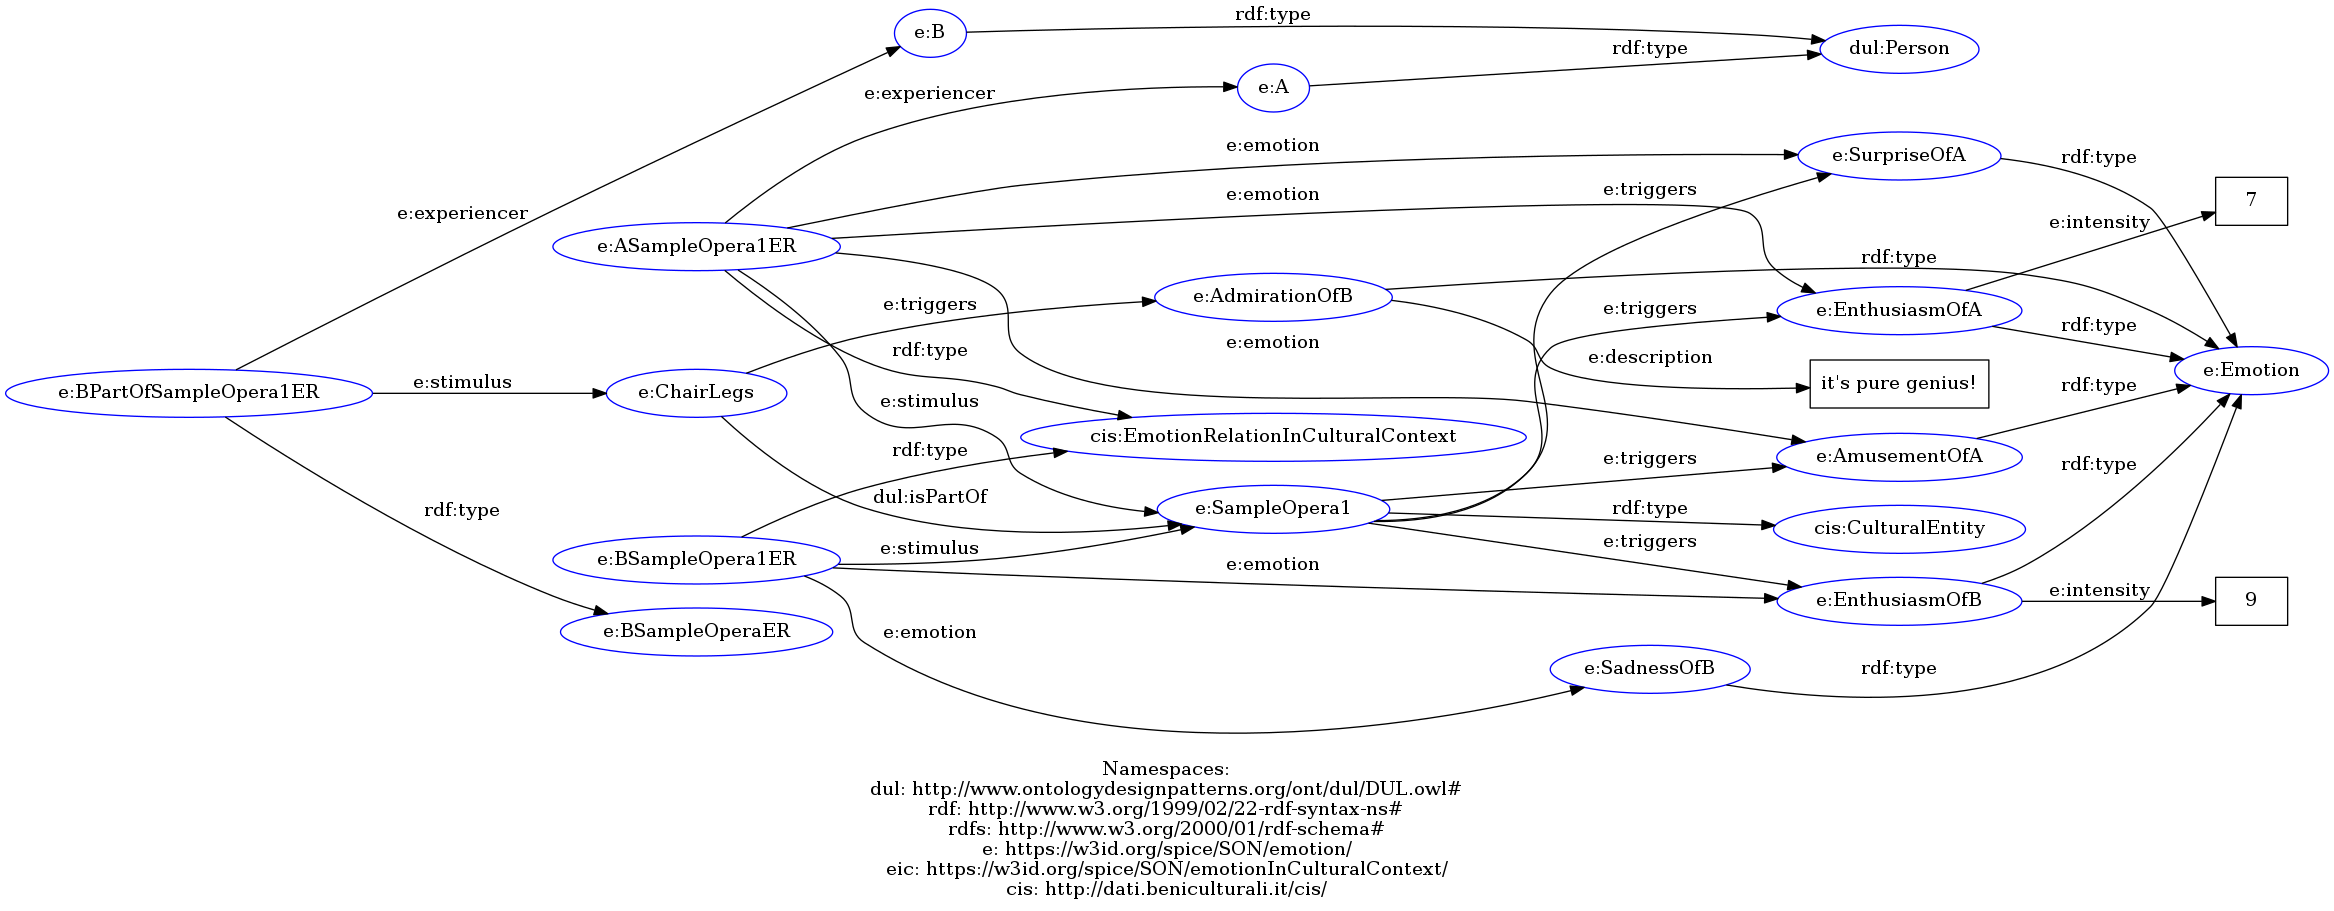 rdf:type
e:B
dul:Person
rdf:type
e:experiencer
e:A
e:emotion
e:SurpriseOfA
rdf:type
e:triggers
e:emotion
7
e:experiencer
e:intensity
e:ASampleOpera1ER
rdf:type
e:AdmirationOfB
e:triggers
e:triggers
e:EnthusiasmOfA
rdf:type
e:emotion
rdf:type
e:description
e:Emotion
e:stimulus
it's pure genius!
rdf:type
e:BPartOfSampleOpera1ER
e:ChairLegs
e:stimulus
cis:EmotionRelationInCulturalContext
rdf:type
e:triggers
e:AmusementOfA
rdf:type
dul:isPartOf
e:SampleOpera1
rdf:type
rdf:type
cis:CulturalEntity
e:triggers
e:stimulus
e:BSampleOpera1ER
e:emotion
e:intensity
e:EnthusiasmOfB
9
e:BSampleOperaER
e:emotion
e:SadnessOfB
rdf:type
Namespaces:
dul: http://www.ontologydesignpatterns.org/ont/dul/DUL.owl#
rdf: http://www.w3.org/1999/02/22-rdf-syntax-ns#
rdfs: http://www.w3.org/2000/01/rdf-schema#
e: https://w3id.org/spice/SON/emotion/
eic: https://w3id.org/spice/SON/emotionInCulturalContext/
cis: http://dati.beniculturali.it/cis/